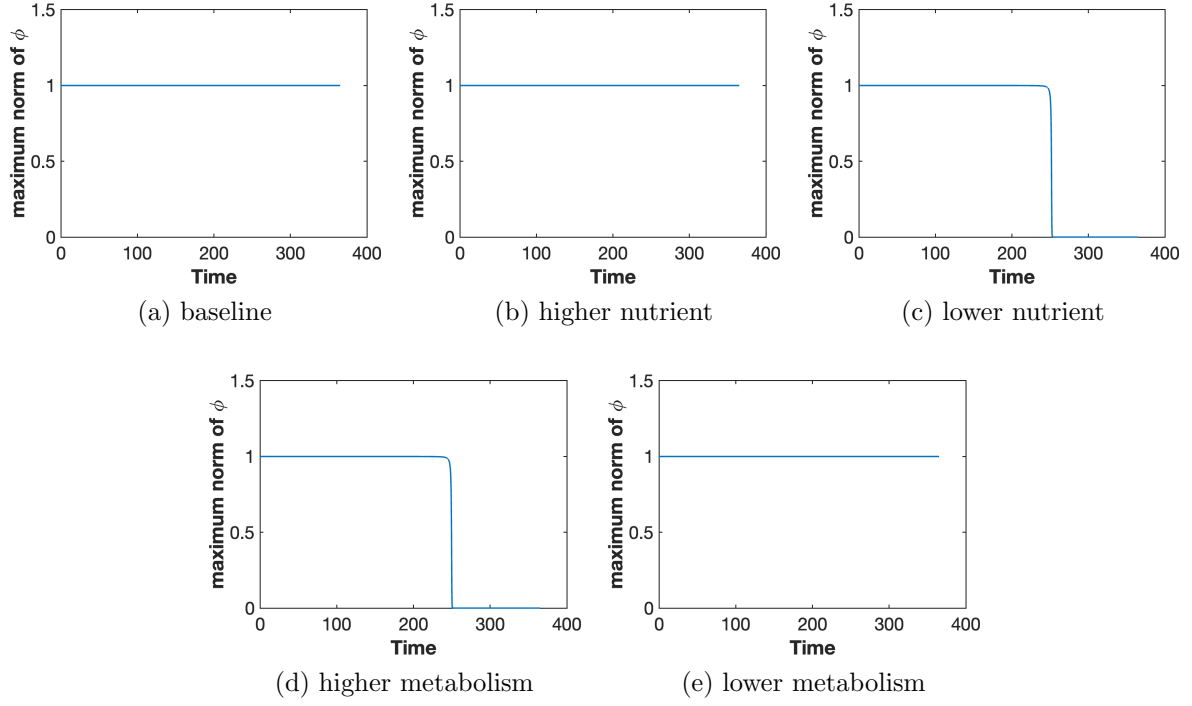 maximum norm of ϕ
1.5
1
0.5
0
0 100 200 300 400
Time
(a) baseline
maximum norm of ϕ
1.5
1
0.5
0
0 100 200 300 400
Time
(b) higher nutrient
maximum norm of ϕ
1.5
1
0.5
0
0 100 200 300 400
Time
(c) lower nutrient
maximum norm of ϕ
1.5
1
0.5
0
0 100 200 300 400
Time
(d) higher metabolism
maximum norm of ϕ
1.5
1
0.5
0
0 100 200 300 400
Time
(e) lower metabolism